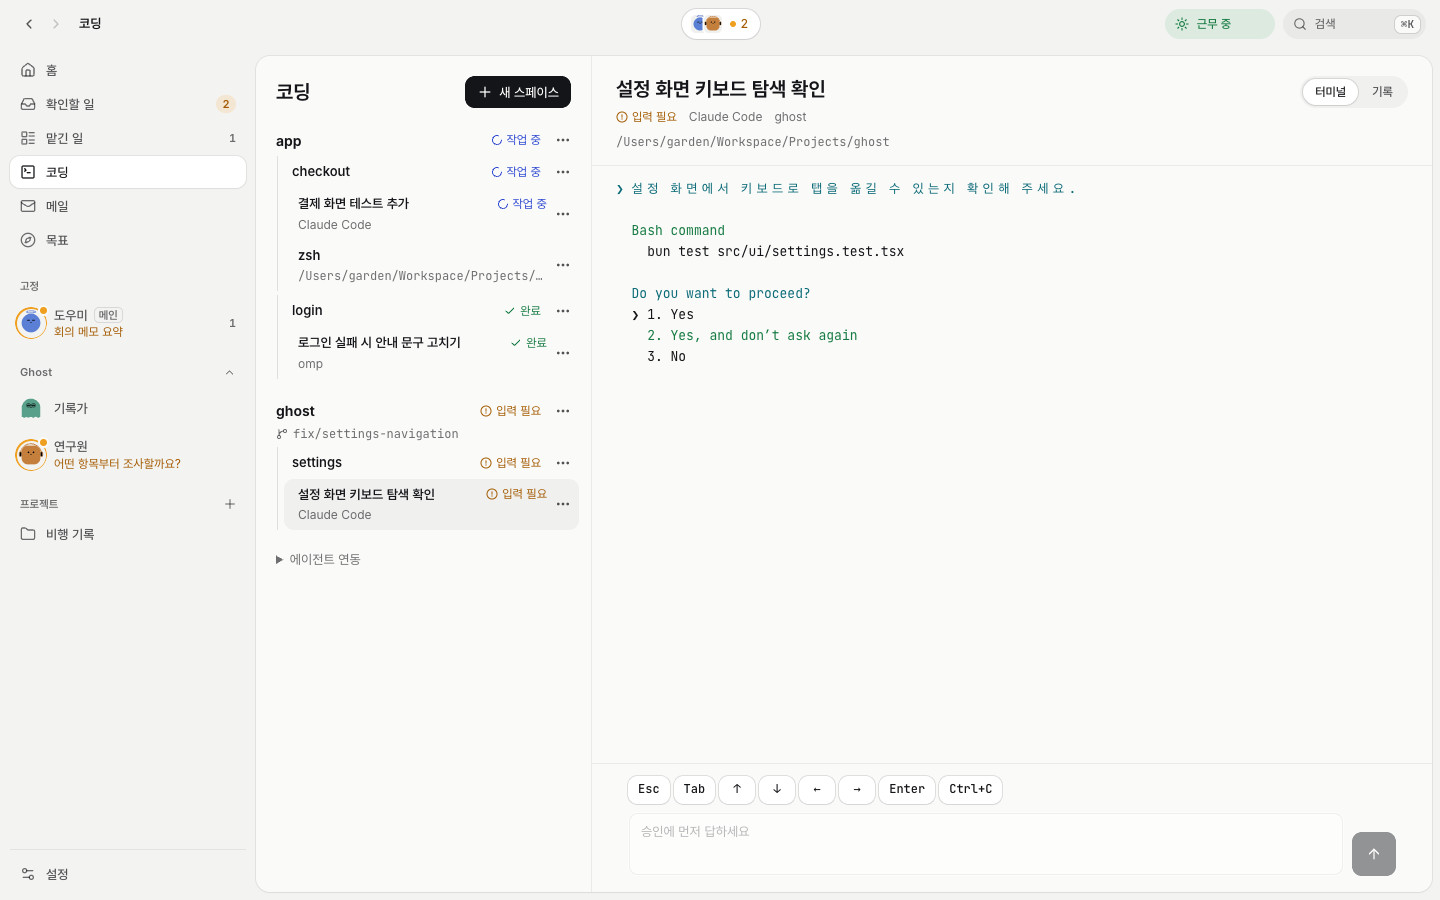 코딩
2
근무 중
검색
⌘K
홈
확인할 일
2
맡긴 일
1
코딩
메일
목표
고정
도우미
메인
회의 메모 요약
1
Ghost
기록가
연구원
어떤 항목부터 조사할까요?
프로젝트
비행 기록
설정
코딩
새 스페이스
app
작업 중
checkout
작업 중
결제 화면 테스트 추가
작업 중
Claude Code
zsh
/Users/garden/Workspace/Projects/…
login
완료
로그인 실패 시 안내 문구 고치기
완료
omp
ghost
입력 필요
fix/settings-navigation
settings
입력 필요
설정 화면 키보드 탐색 확인
입력 필요
Claude Code
에이전트 연동
설정 화면 키보드 탐색 확인
입력 필요 Claude Code ghost
/Users/garden/Workspace/Projects/ghost
터미널
기록
❯ 설정 화면에서 키보드로 탭을 옮길 수 있는지 확인해 주세요.
Bash command
bun test src/ui/settings.test.tsx
Do you want to proceed?
❯ 1. Yes
2. Yes, and don’t ask again
3. No
Esc Tab ↑ ↓ ← → Enter Ctrl+C
승인에 먼저 답하세요